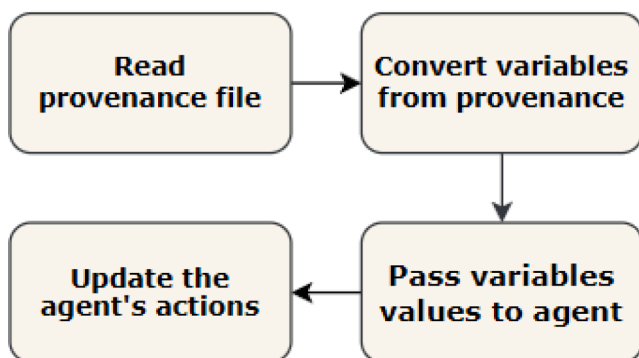 Read
provenance file
Convert variables
from provenance
Pass variables
values to agent
Update the
agent's actions